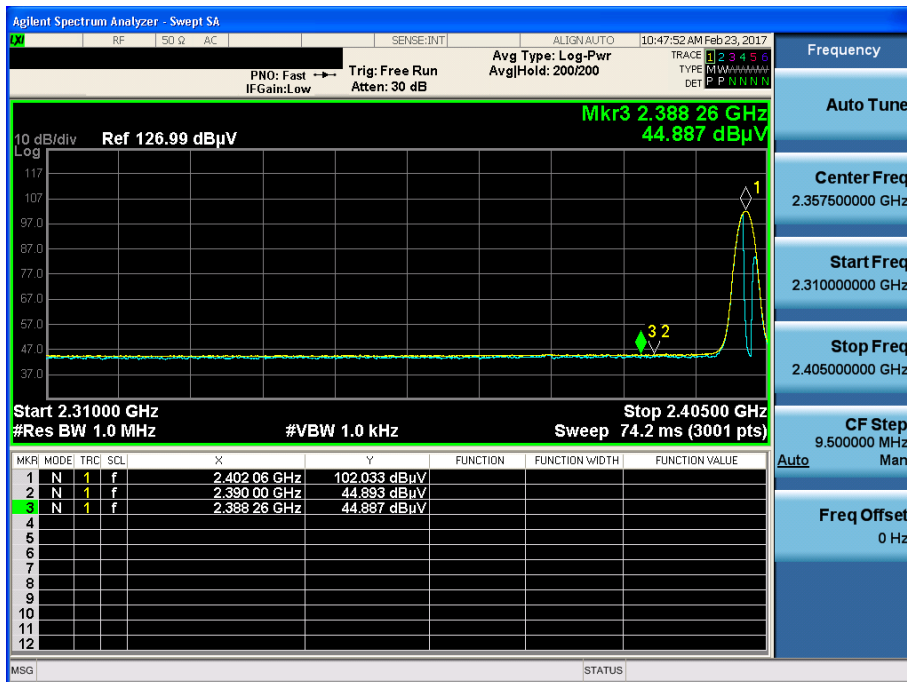 Agilent Spectrum Analyzer - Swept SA
LXI RF 50 Ω AC SENSE:INT ALIGN AUTO 10:47:52 AM Feb 23, 2017
PNO: Fast Trig: Free Run Avg Type: Log-Pwr TRACE 1 2 3 4 5 6
IFGain:Low Atten: 30 dB Avg|Hold: 200/200 TYPE MWWWWW
DET P P N N N N
Mkr3 2.388 26 GHz
44.887 dBµV
10 dB/div Ref 126.99 dBµV
Log
117
107
97.0
87.0
77.0
67.0
57.0
47.0
37.0
1
3 2
Start 2.31000 GHz Stop 2.40500 GHz
#Res BW 1.0 MHz #VBW 1.0 kHz Sweep 74.2 ms (3001 pts)
MKR MODE TRC SCL X Y FUNCTION FUNCTION WIDTH FUNCTION VALUE
1 N 1 f 2.402 06 GHz 102.033 dBµV
2 N 1 f 2.390 00 GHz 44.893 dBµV
3 N 1 f 2.388 26 GHz 44.887 dBµV
4
5
6
7
8
9
10
11
12
MSG STATUS
Frequency
Auto Tune
Center Freq
2.357500000 GHz
Start Freq
2.310000000 GHz
Stop Freq
2.405000000 GHz
CF Step
9.500000 MHz
Auto Man
Freq Offset
0 Hz